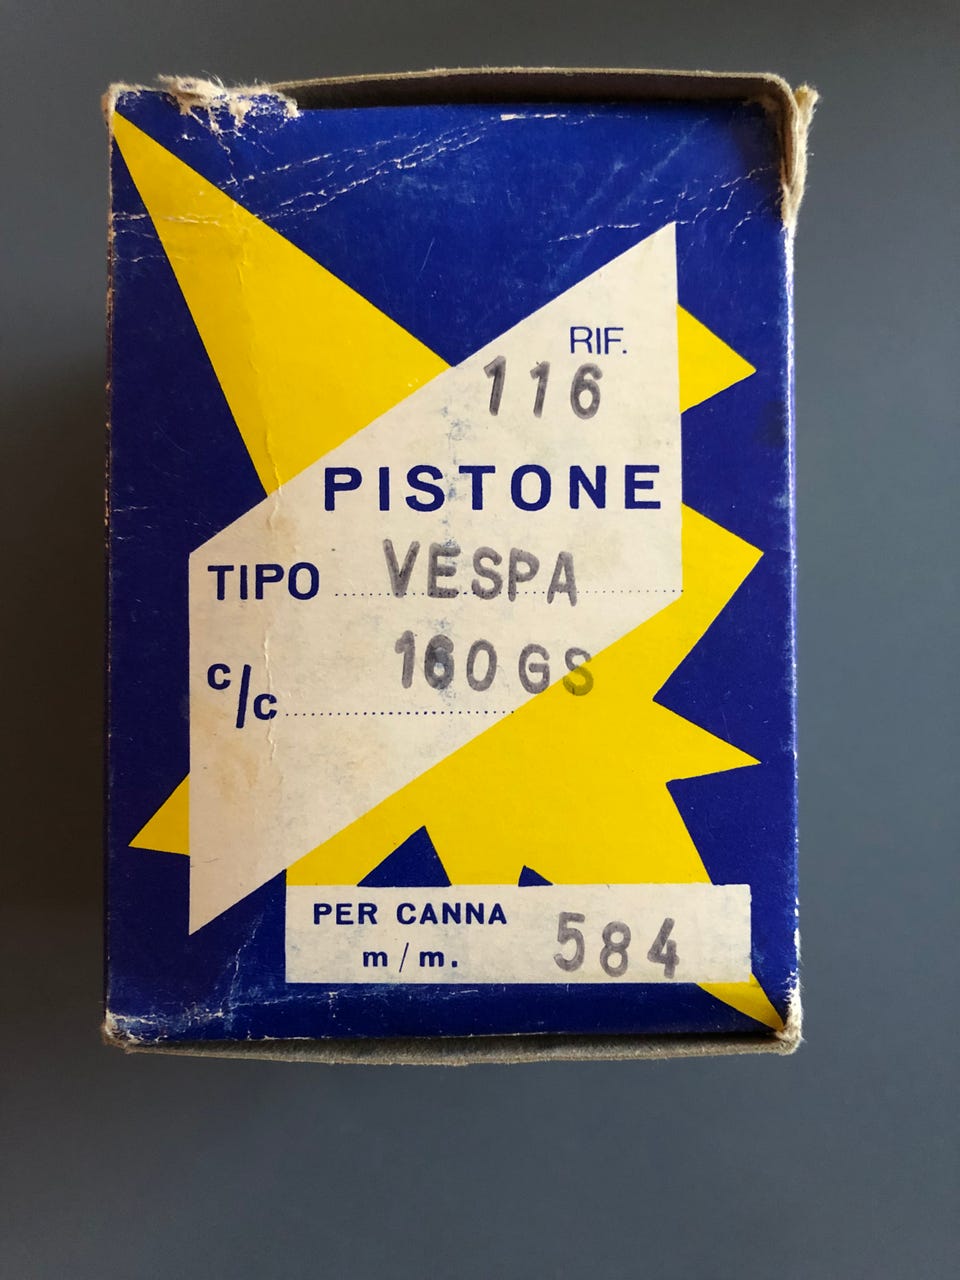 RIF.
116
PISTONE
TIPO VESPA
c/c 160 GS
PER CANNA
m/m. 584